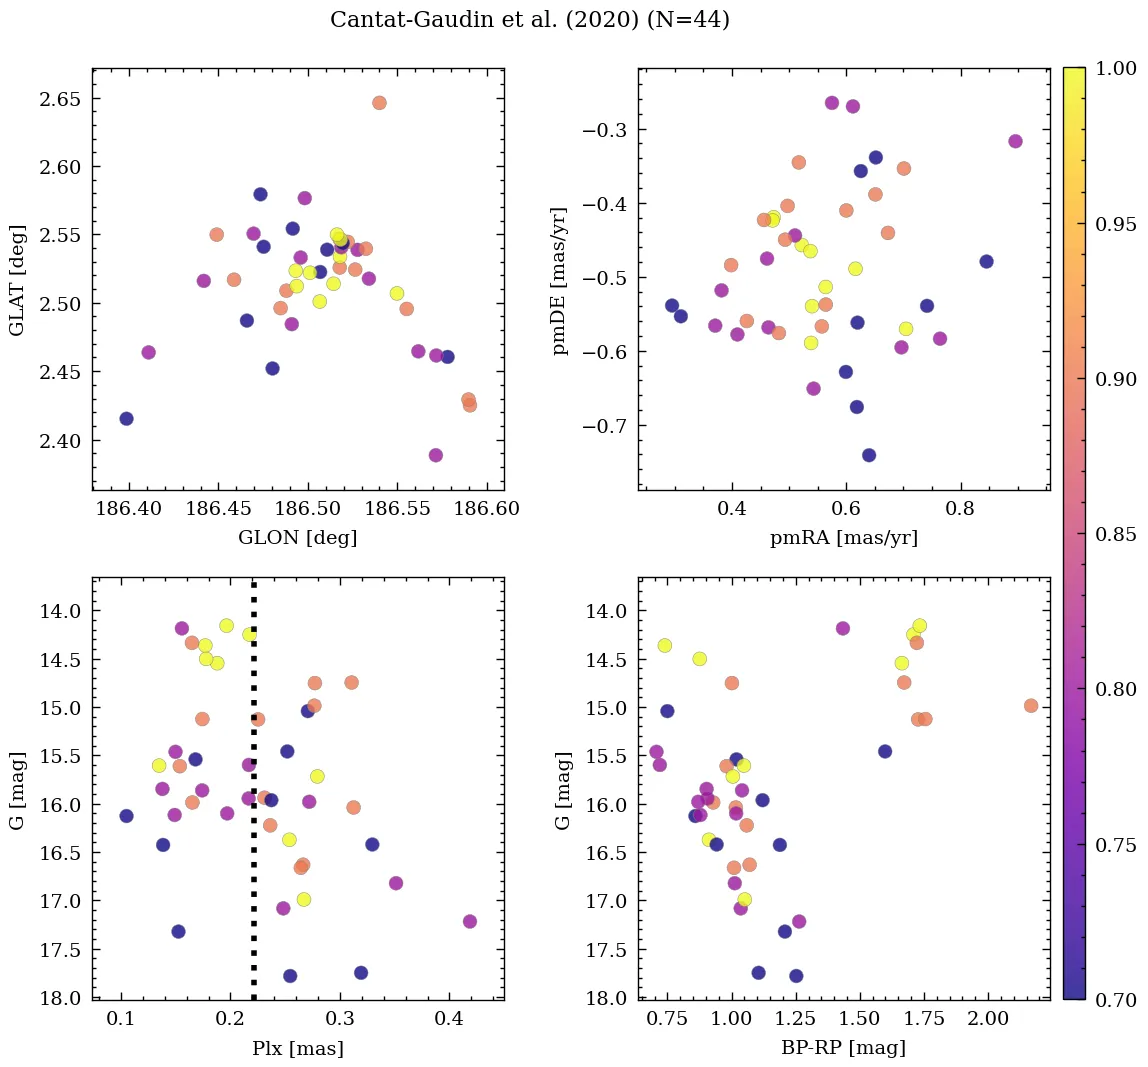 Cantat-Gaudin et al. (2020) (N=44)
2.65
2.60
2.55
2.50
2.45
2.40
GLAT [deg]
186.40 186.45 186.50 186.55 186.60
GLON [deg]
−0.3
−0.4
−0.5
−0.6
−0.7
pmDE [mas/yr]
0.4 0.6 0.8
pmRA [mas/yr]
14.0
14.5
15.0
15.5
16.0
16.5
17.0
17.5
18.0
G [mag]
0.1 0.2 0.3 0.4
Plx [mas]
14.0
14.5
15.0
15.5
16.0
16.5
17.0
17.5
18.0
G [mag]
0.75 1.00 1.25 1.50 1.75 2.00
BP-RP [mag]
1.00
0.95
0.90
0.85
0.80
0.75
0.70